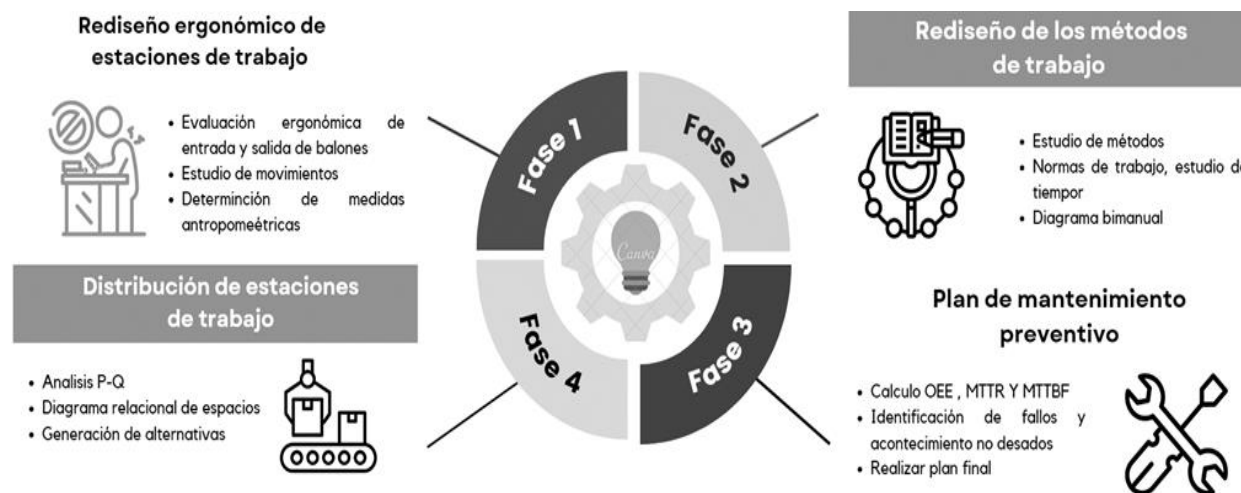 Rediseño ergonómico de
estaciones de trabajo
• Evaluación ergonómica de
entrada y salida de balones
• Estudio de movimientos
• Determinción de medidas
antropomeétricas
Fase 1
Fase 2
Rediseño de los métodos
de trabajo
• Estudio de métodos
• Normas de trabajo, estudio de
tiempor
• Diagrama bimanual
Canva
Distribución de estaciones
de trabajo
• Analisis P-Q
• Diagrama relacional de espacios
• Generación de alternativas
Fase 4
Fase 3
Plan de mantenimiento
preventivo
• Calculo OEE , MTTR Y MTTBF
• Identificación de fallos y
acontecimiento no desados
• Realizar plan final